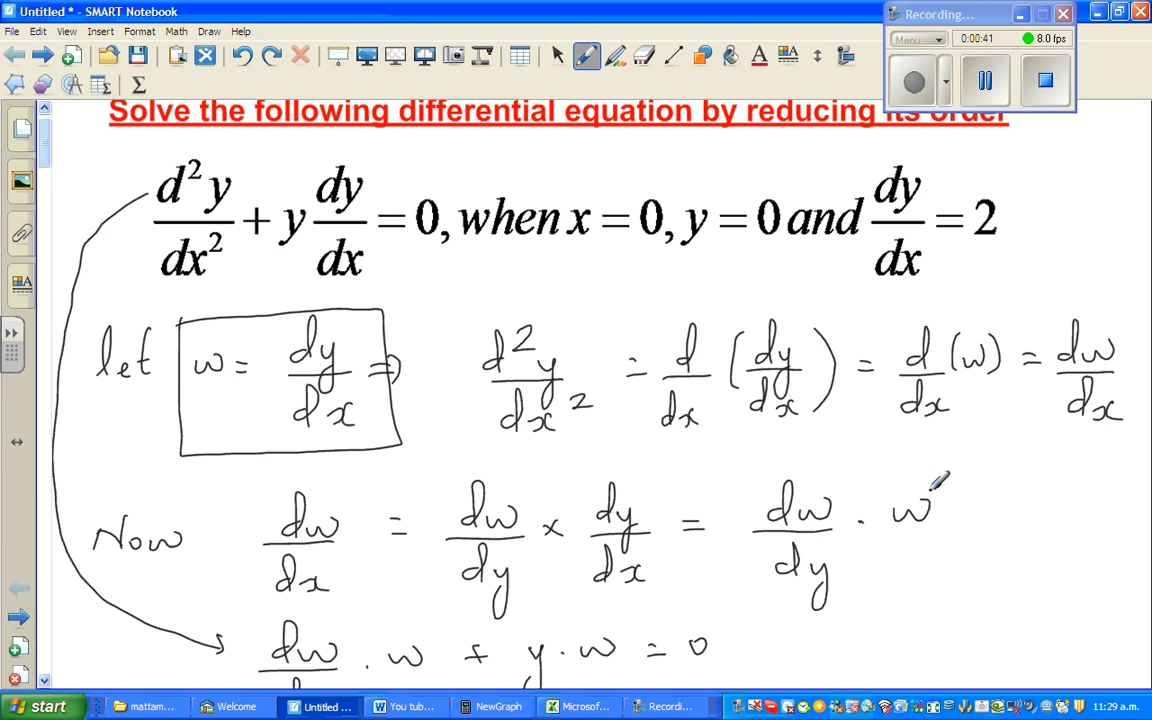 Untitled * - SMART Notebook
Recording...
File Edit View Insert Format Math Draw Help
Menu
0:00:41
8.0 fps
Solve the following differential equation by reducing its order
d²y/dx² + y dy/dx = 0, when x = 0, y = 0 and dy/dx = 2
let w = dy/dx ⇒ d²y/dx² = d/dx (dy/dx) = d/dx (w) = dw/dx
Now dw/dx = dw/dy × dy/dx = dw/dy . w
dw . w + y . w = 0
start
mattam...
Welcome
Untitled ...
You tub...
NewGraph
Microsof...
Recordi...
11:29 a.m.